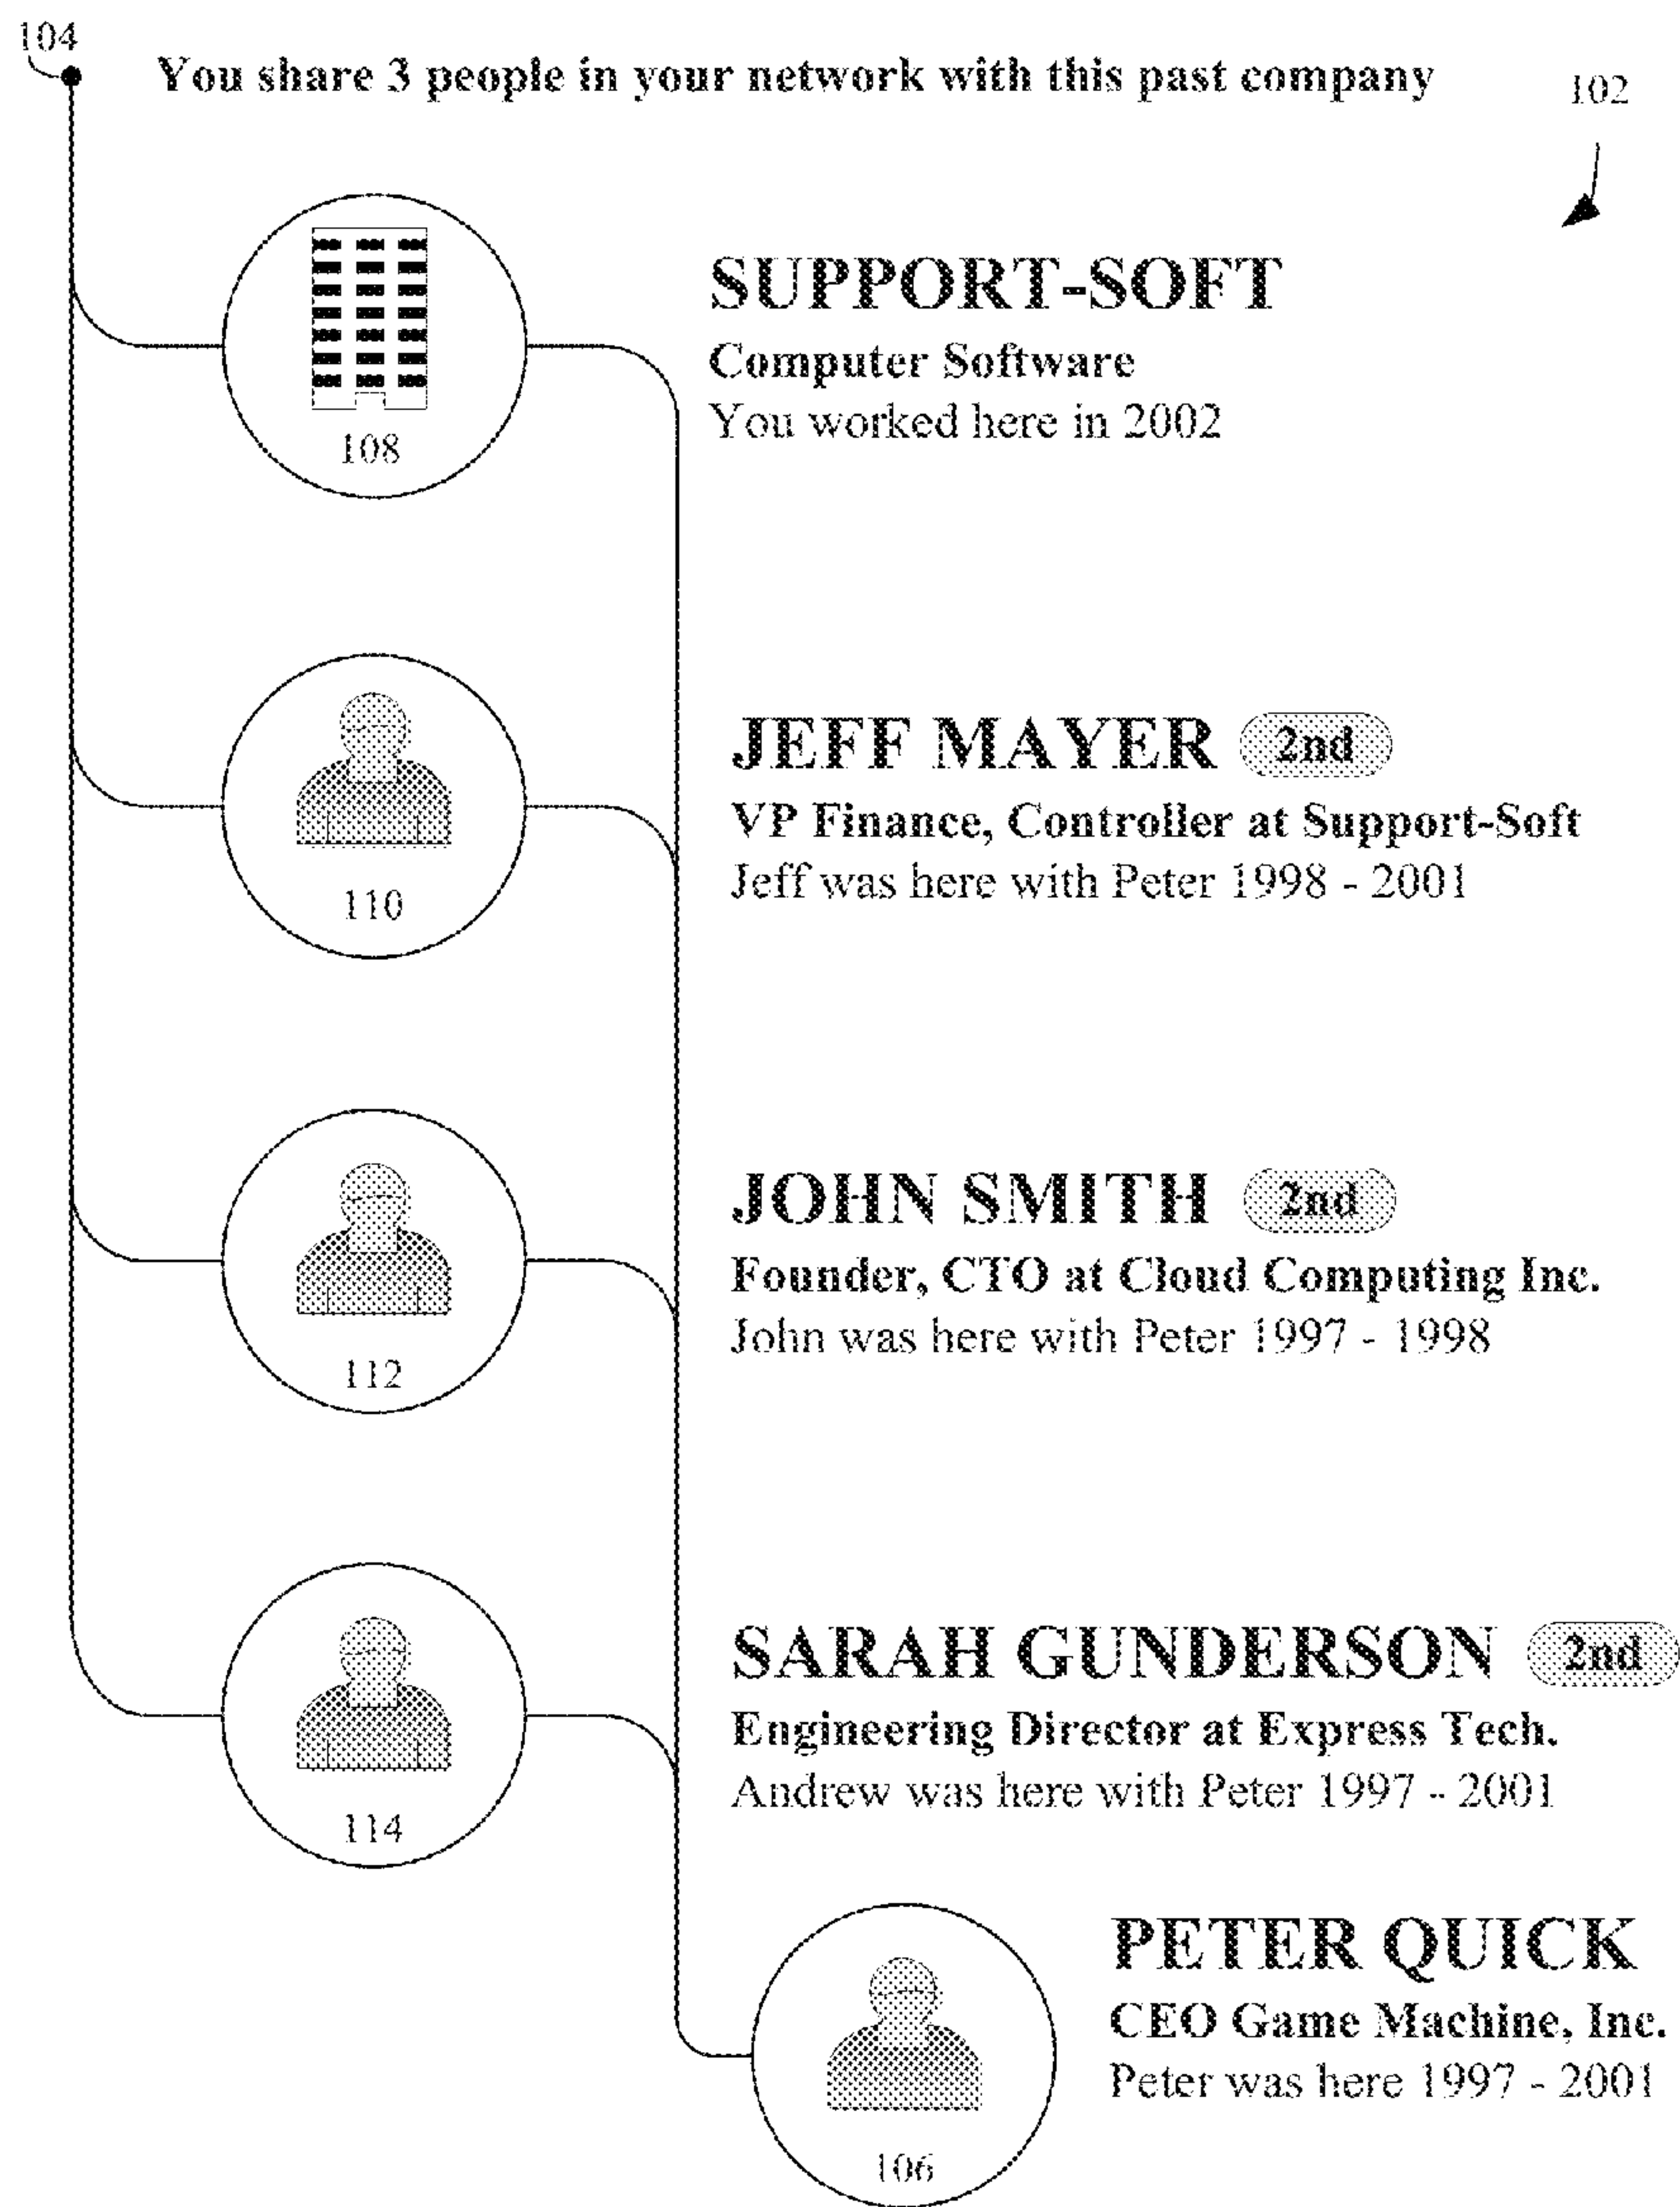 104
You share 3 people in your network with this past company
102
SUPPORT-SOFT
Computer Software
You worked here in 2002
108
JEFF MAYER 2nd
VP Finance, Controller at Support-Soft
Jeff was here with Peter 1998 - 2001
110
JOHN SMITH 2nd
Founder, CTO at Cloud Computing Inc.
John was here with Peter 1997 - 1998
112
SARAH GUNDERSON 2nd
Engineering Director at Express Tech.
Andrew was here with Peter 1997 - 2001
114
PETER QUICK
CEO Game Machine, Inc.
Peter was here 1997 - 2001
106